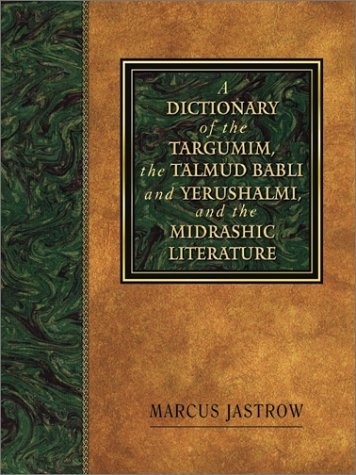 A
DICTIONARY
of the
TARGUMIM,
the TALMUD BABLI
and YERUSHALMI,
and the
MIDRASHIC
LITERATURE
MARCUS JASTROW